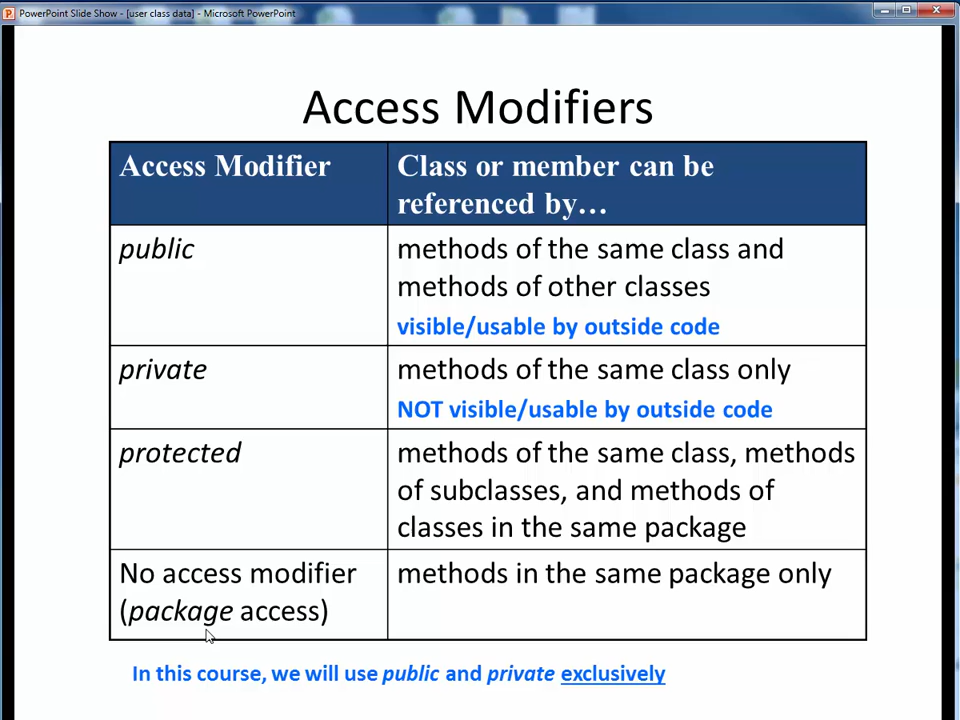 PowerPoint Slide Show - [user class data] - Microsoft PowerPoint
Access Modifiers
Access Modifier
Class or member can be
referenced by…
public
methods of the same class and
methods of other classes
visible/usable by outside code
private
methods of the same class only
NOT visible/usable by outside code
protected
methods of the same class, methods
of subclasses, and methods of
classes in the same package
No access modifier
(package access)
methods in the same package only
In this course, we will use public and private exclusively